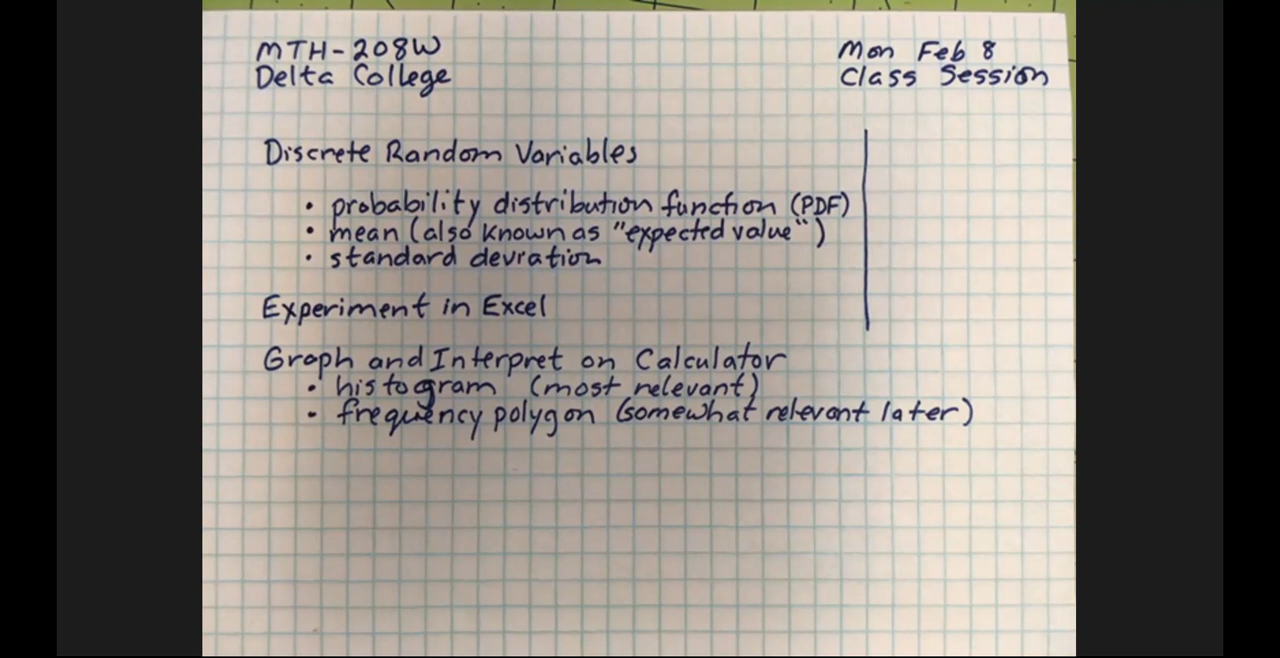 MTH-208W
Delta College
Mon Feb 8
Class Session
Discrete Random Variables
• probability distribution function (PDF)
• mean (also known as "expected value")
• standard deviation
Experiment in Excel
Graph and Interpret on Calculator
• histogram (most relevant)
• frequency polygon (somewhat relevant later)